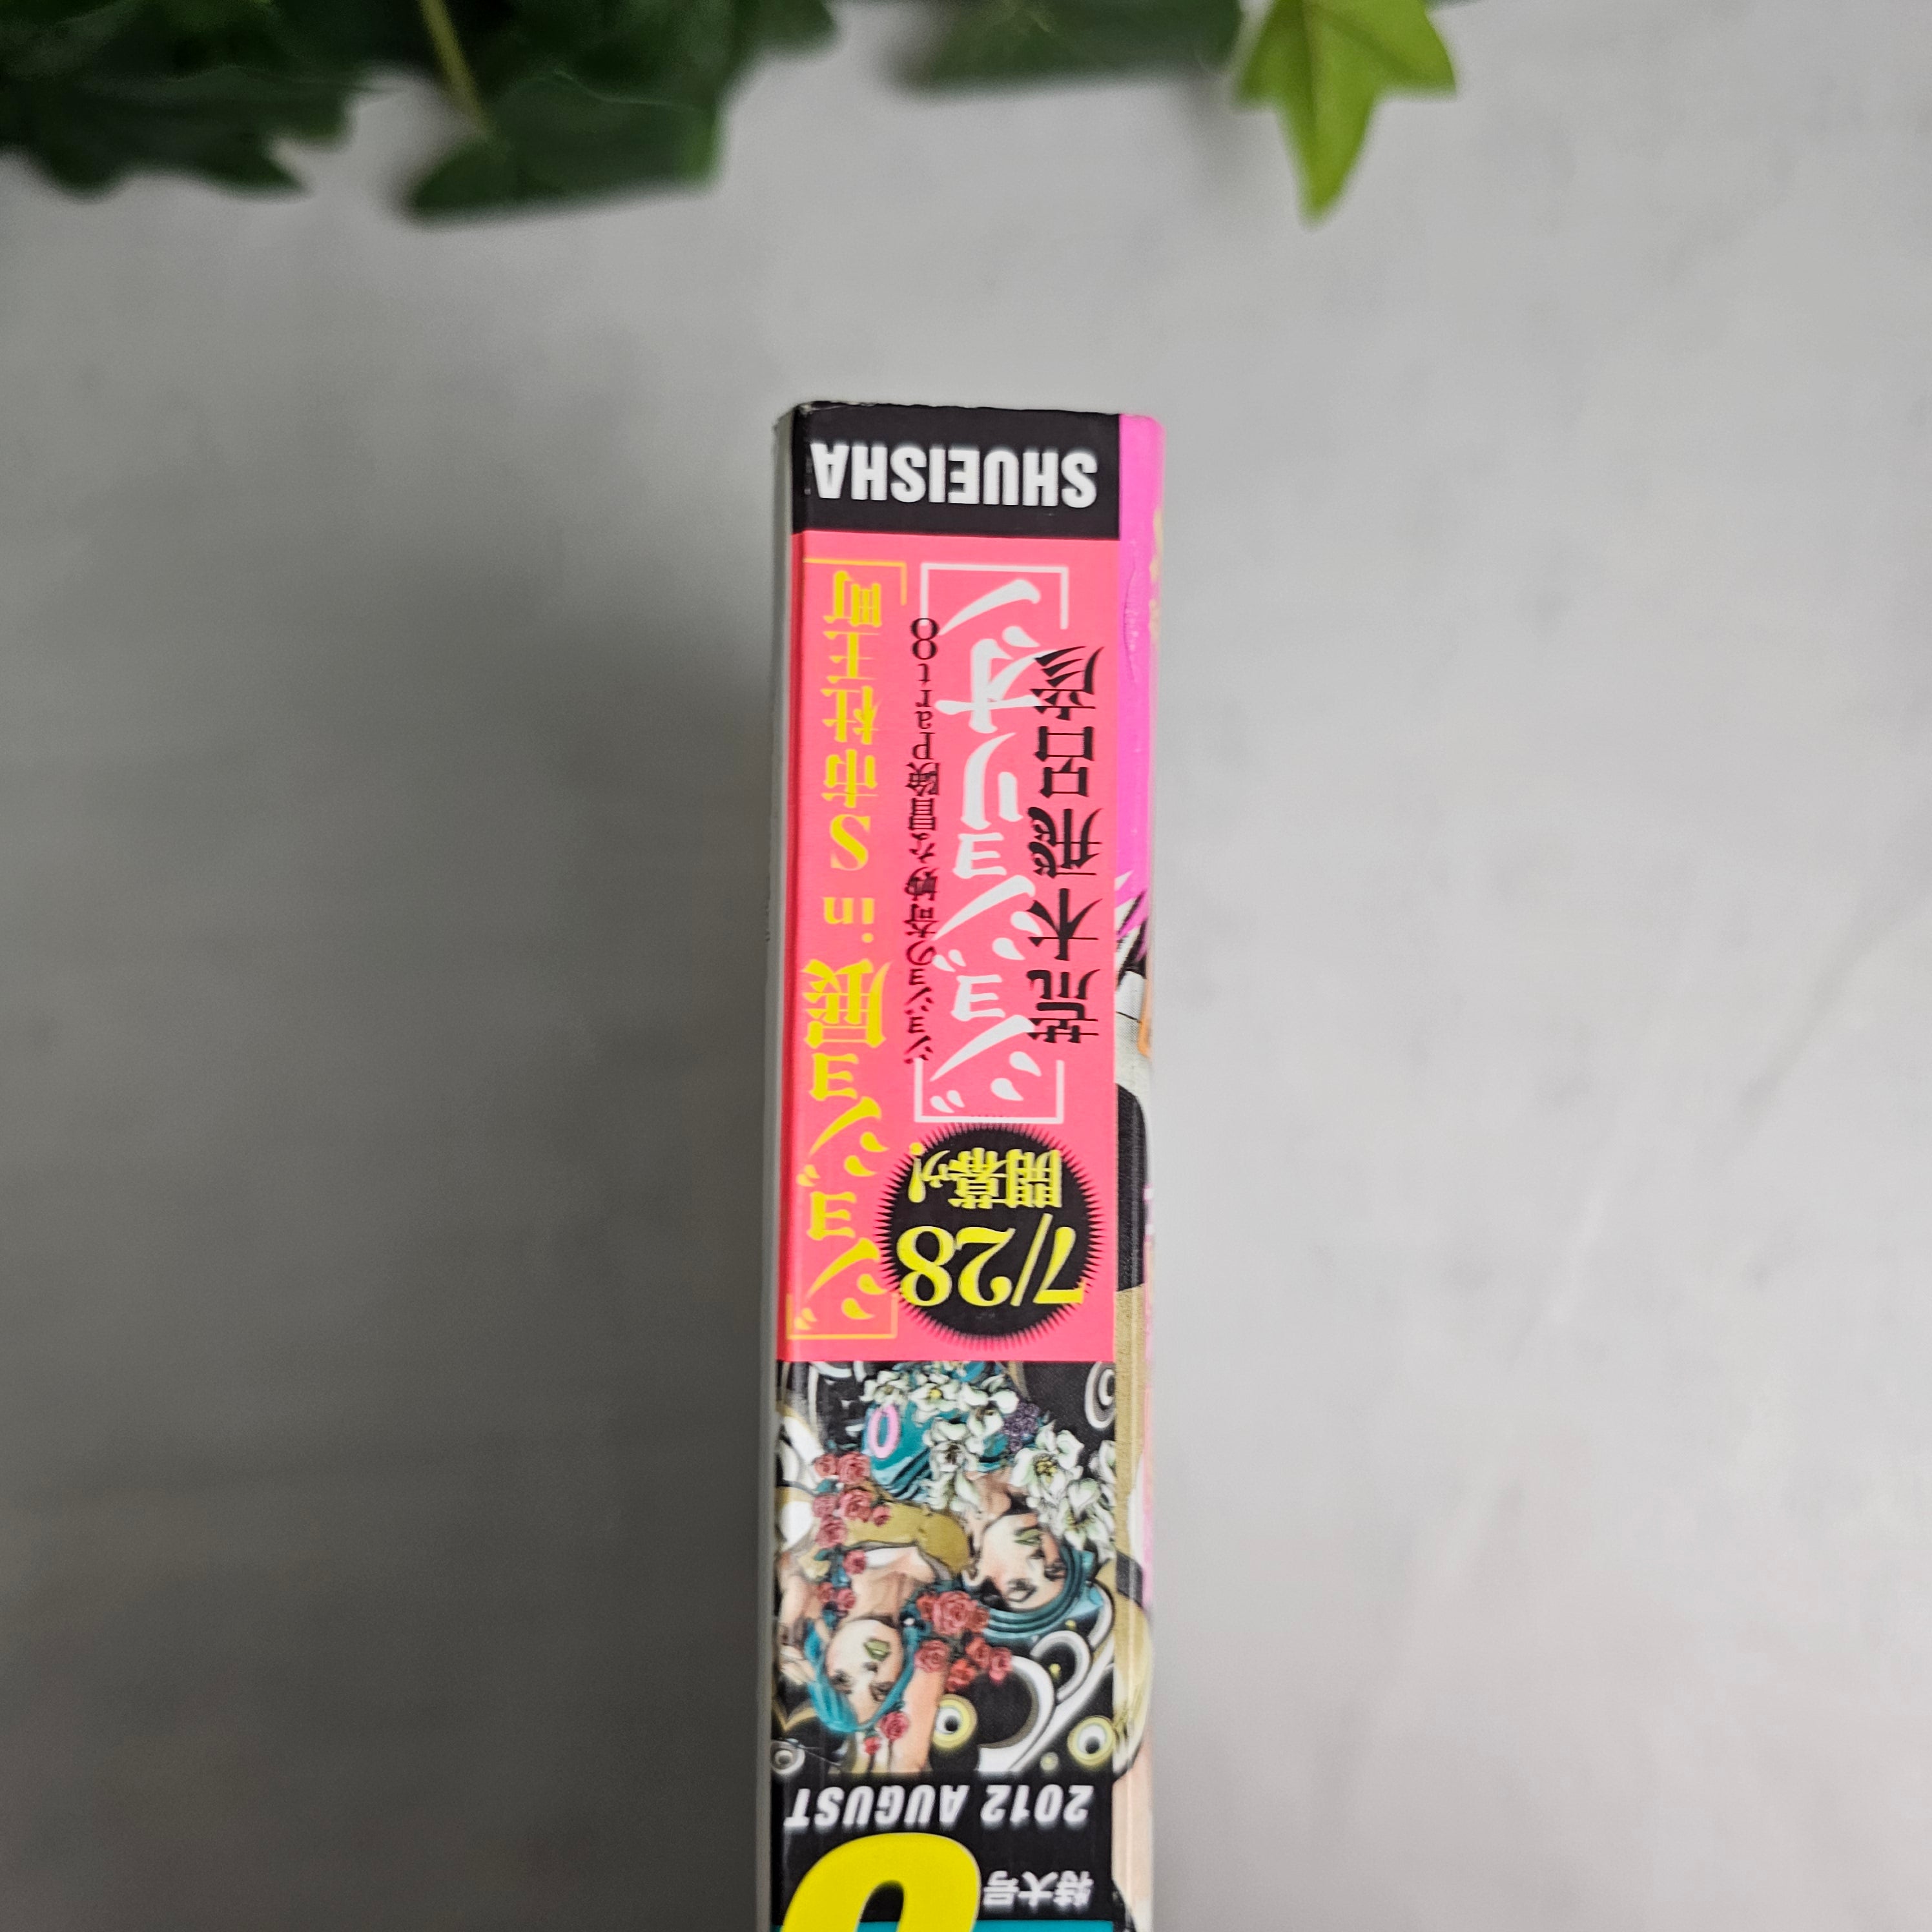 特大号
2012 AUGUST
「ジョジョ展 in S市杜王町」
7/28
開幕ッ!
ジョジョの奇妙な冒険Part8
「ジョジョリオン」
荒木飛呂彦
SHUEISHA